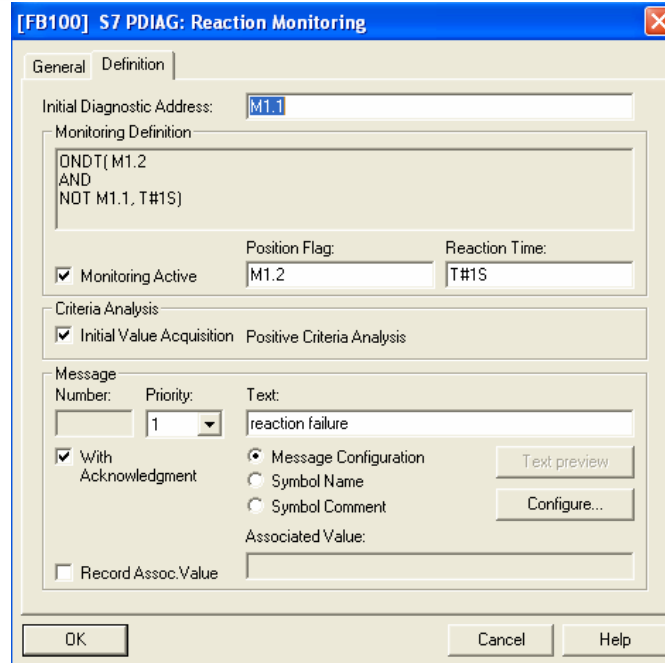 [FB100] S7 PDIAG: Reaction Monitoring
General Definition
Initial Diagnostic Address: M1.1
Monitoring Definition
ONDT( M1.2
AND
NOT M1.1, T#1S)
Position Flag: Reaction Time:
Monitoring Active M1.2 T#1S
Criteria Analysis
Initial Value Acquisition Positive Criteria Analysis
Message
Number: Priority: Text:
1 reaction failure
With Acknowledgment
Message Configuration Text preview
Symbol Name
Symbol Comment Configure...
Associated Value:
Record Assoc.Value
OK Cancel Help